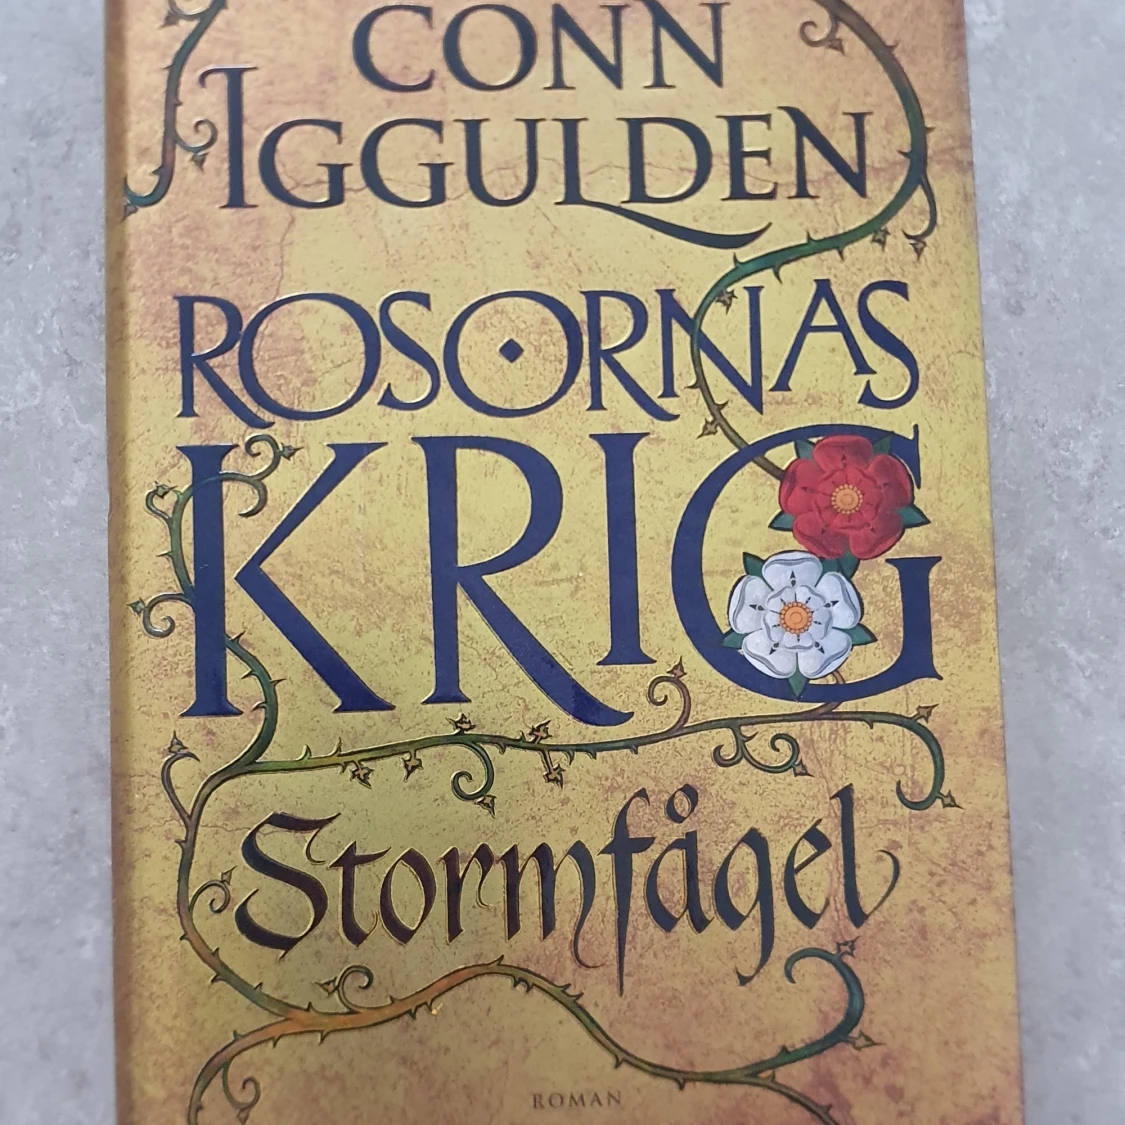 CONN
IGGULDEN
ROSORNAS
KRIG
Stormfågel
ROMAN